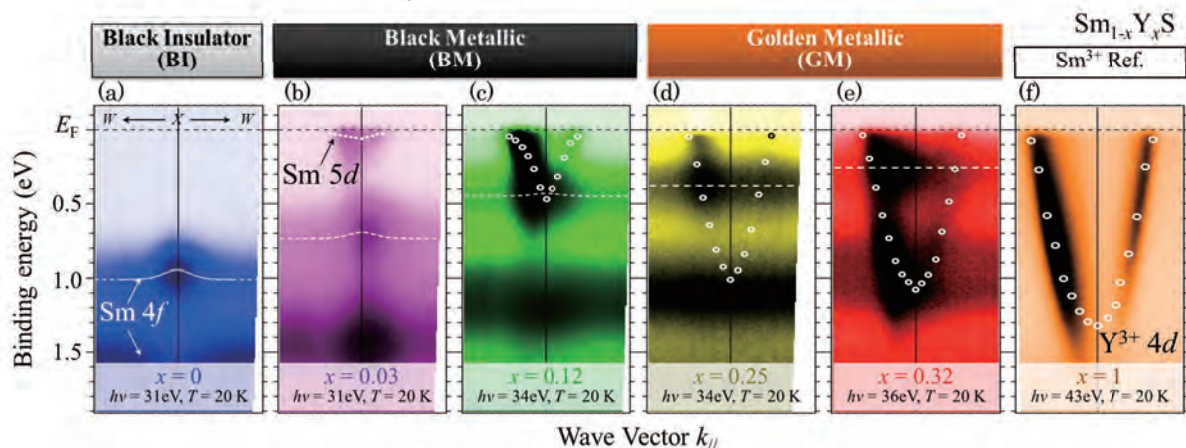 Sm1-xYxS
Black Insulator
(BI)
Black Metallic
(BM)
Golden Metallic
(GM)
Sm3+ Ref.
(a)
(b)
(c)
(d)
(e)
(f)
W ← X → W
EF
0.5
1.0
1.5
Binding energy (eV)
Sm 5d
Sm 4f
Y3+ 4d
x = 0
hν = 31eV, T = 20 K
x = 0.03
hν = 31eV, T = 20 K
x = 0.12
hν = 34eV, T = 20 K
x = 0.25
hν = 34eV, T = 20 K
x = 0.32
hν = 36eV, T = 20 K
x = 1
hν = 43eV, T = 20 K
Wave Vector k//